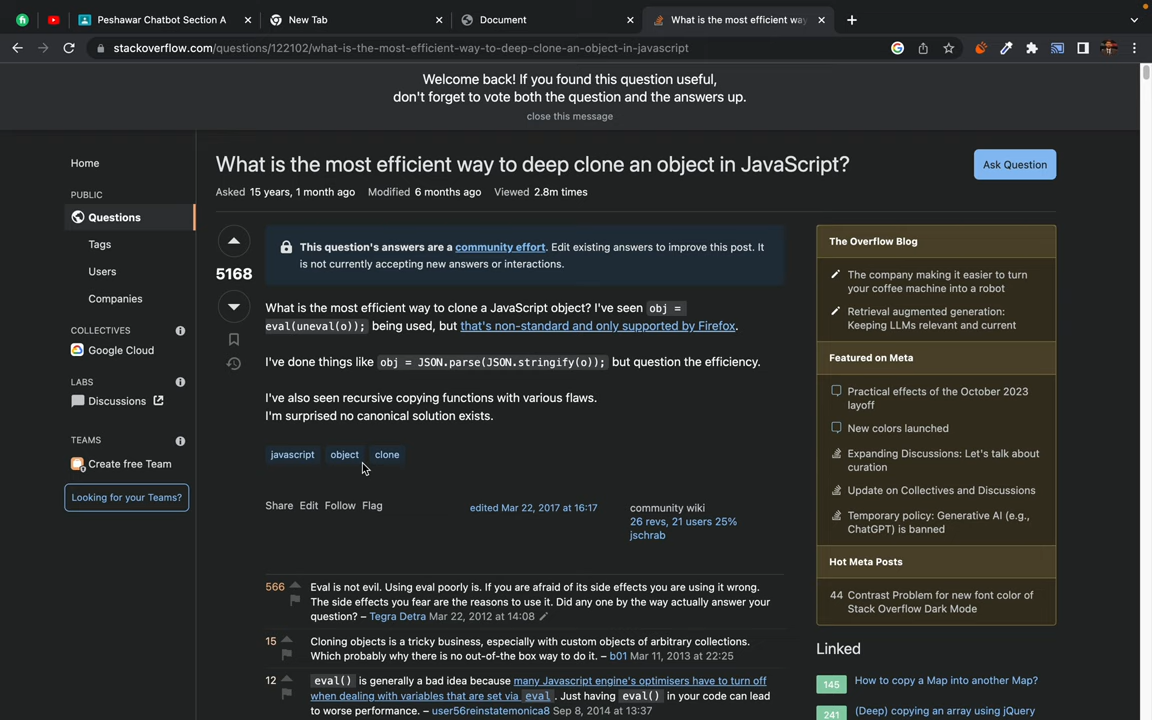 Peshawar Chatbot Section A
New Tab
Document
What is the most efficient way
stackoverflow.com/questions/122102/what-is-the-most-efficient-way-to-deep-clone-an-object-in-javascript
Welcome back! If you found this question useful,
don't forget to vote both the question and the answers up.
close this message
Home
PUBLIC
Questions
Tags
Users
Companies
COLLECTIVES
Google Cloud
LABS
Discussions
TEAMS
Create free Team
Looking for your Teams?
What is the most efficient way to deep clone an object in JavaScript?
Ask Question
Asked 15 years, 1 month ago Modified 6 months ago Viewed 2.8m times
5168
This question's answers are a community effort. Edit existing answers to improve this post. It
is not currently accepting new answers or interactions.
What is the most efficient way to clone a JavaScript object? I've seen obj =
eval(uneval(o)); being used, but that's non-standard and only supported by Firefox.
I've done things like obj = JSON.parse(JSON.stringify(o)); but question the efficiency.
I've also seen recursive copying functions with various flaws.
I'm surprised no canonical solution exists.
javascript object clone
Share Edit Follow Flag
edited Mar 22, 2017 at 16:17
community wiki
26 revs, 21 users 25%
jschrab
566 Eval is not evil. Using eval poorly is. If you are afraid of its side effects you are using it wrong.
The side effects you fear are the reasons to use it. Did any one by the way actually answer your
question? – Tegra Detra Mar 22, 2012 at 14:08
15 Cloning objects is a tricky business, especially with custom objects of arbitrary collections.
Which probably why there is no out-of-the box way to do it. – b01 Mar 11, 2013 at 22:25
12 eval() is generally a bad idea because many Javascript engine's optimisers have to turn off
when dealing with variables that are set via eval. Just having eval() in your code can lead
to worse performance. – user56reinstatemonica8 Sep 8, 2014 at 13:37
The Overflow Blog
The company making it easier to turn
your coffee machine into a robot
Retrieval augmented generation:
Keeping LLMs relevant and current
Featured on Meta
Practical effects of the October 2023
layoff
New colors launched
Expanding Discussions: Let's talk about
curation
Update on Collectives and Discussions
Temporary policy: Generative AI (e.g.,
ChatGPT) is banned
Hot Meta Posts
44 Contrast Problem for new font color of
Stack Overflow Dark Mode
Linked
145 How to copy a Map into another Map?
241 (Deep) copying an array using jQuery